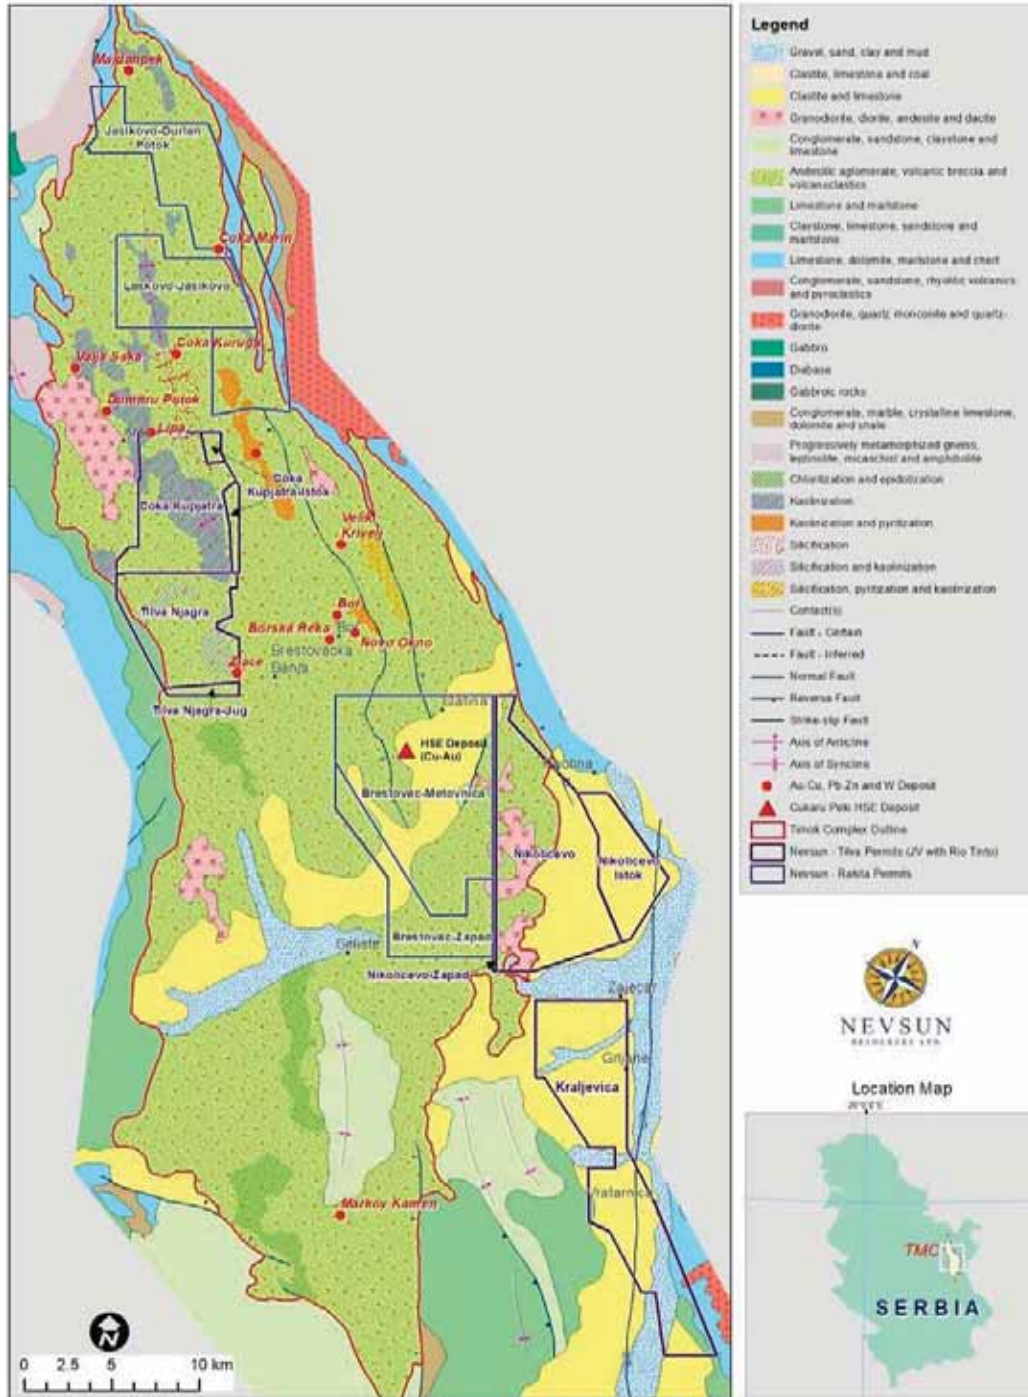 Majdanpek
Jasikovo-Durlan
Potok
Coka Marin
Laskovo-Jasikovo
Coka Kuruga
Valja Saka
Dumitru Potok
Lipa
Coka
Kupjatra-Istok
Coka Kupjatra
Veliki
Krivelj
Tilva Njagra
Bor
Bor
Borska Reka
Novo Okno
Brestovacka
Banja
Zlace
Tilva Njagra-Jug
Slatina
HSE Deposit
(Cu-Au)
Brestovac-Metovnica
Nikolicevo
Nikolicevo
Istok
Brestovac-Zapad
Gamziste
Nikolicevo-Zapad
Zajecar
Grljane
Kraljevica
Vratarnica
Markov Kamen
N
0 2.5 5 10 km
Legend
Gravel, sand, clay and mud
Clastite, limestone and coal
Clastite and limestone
Granodiorite, diorite, andesite and dacite
Conglomerate, sandstone, claystone and
limestone
Andesitic aglomerate, volcanic breccia and
volcanoclastics
Limestone and marlstone
Claystone, limestone, sandstone and
marlstone
Limestone, dolomite, marlstone and chert
Conglomerate, sandstone, rhyolitic volcanics
and pyroclastics
Granodiorite, quartz monzonite and quartz-
diorite
Gabbro
Diabase
Gabbroic rocks
Conglomerate, marble, crystalline limestone,
dolomite and shale
Progressively metamorphized gneiss,
leptinolite, micaschist and amphibolite
Chloritization and epidotization
Kaolinization
Kaolinization and pyritization
Silicification
Silicification and kaolinization
Silicification, pyritization and kaolinization
Contact(s)
Fault - Certain
Fault - Inferred
Normal Fault
Reverse Fault
Strike-slip Fault
Axis of Anticline
Axis of Syncline
Au Cu, Pb Zn and W Deposit
Cukaru Peki HSE Deposit
Timok Complex Outline
Nevsun - Tilva Permits (JV with Rio Tinto)
Nevsun - Rakita Permits
N
NEVSUN
RESOURCES LTD.
Location Map
TMC
SERBIA